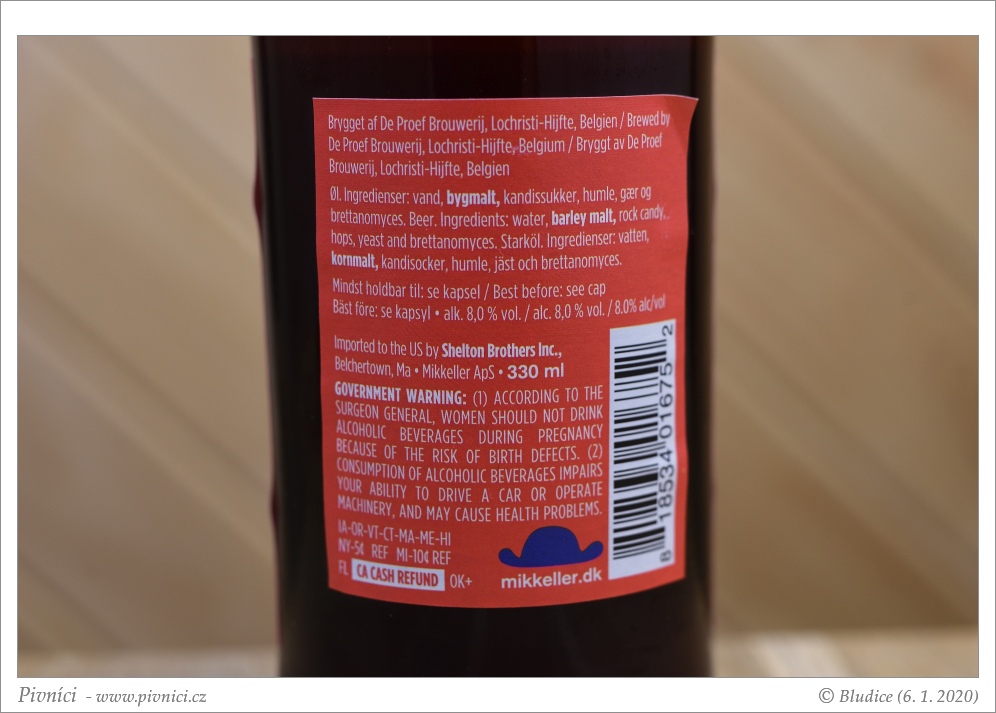 Brygget af De Proef Brouwerij, Lochristi-Hijfte, Belgien / Brewed by
De Proef Brouwerij, Lochristi-Hijfte, Belgium / Bryggt av De Proef
Brouwerij, Lochristi-Hijfte, Belgien
Øl. Ingredienser: vand, bygmalt, kandissukker, humle, gær og
brettanomyces. Beer. Ingredients: water, barley malt, rock candy,
hops, yeast and brettanomyces. Starköl. Ingredienser: vatten,
kornmalt, kandisocker, humle, jäst och brettanomyces.
Mindst holdbar til: se kapsel / Best before: see cap
Bäst före: se kapsyl • alk. 8,0 % vol. / alc. 8,0 % vol. / 8.0% alc/vol
Imported to the US by Shelton Brothers Inc.,
Belchertown, Ma • Mikkeller ApS • 330 ml
GOVERNMENT WARNING: (1) ACCORDING TO THE
SURGEON GENERAL, WOMEN SHOULD NOT DRINK
ALCOHOLIC BEVERAGES DURING PREGNANCY
BECAUSE OF THE RISK OF BIRTH DEFECTS. (2)
CONSUMPTION OF ALCOHOLIC BEVERAGES IMPAIRS
YOUR ABILITY TO DRIVE A CAR OR OPERATE
MACHINERY, AND MAY CAUSE HEALTH PROBLEMS.
IA-OR-VT-CT-MA-ME-HI
NY-5¢ REF MI-10¢ REF
FL CA CASH REFUND OK+
mikkeller.dk
8 18534 01675 2
Pivníci - www.pivnici.cz
© Bludice (6. 1. 2020)